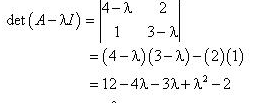 det(A−λI) = |4−λ 2|
|1 3−λ|
= (4−λ)(3−λ)−(2)(1)
= 12−4λ−3λ+λ²−2